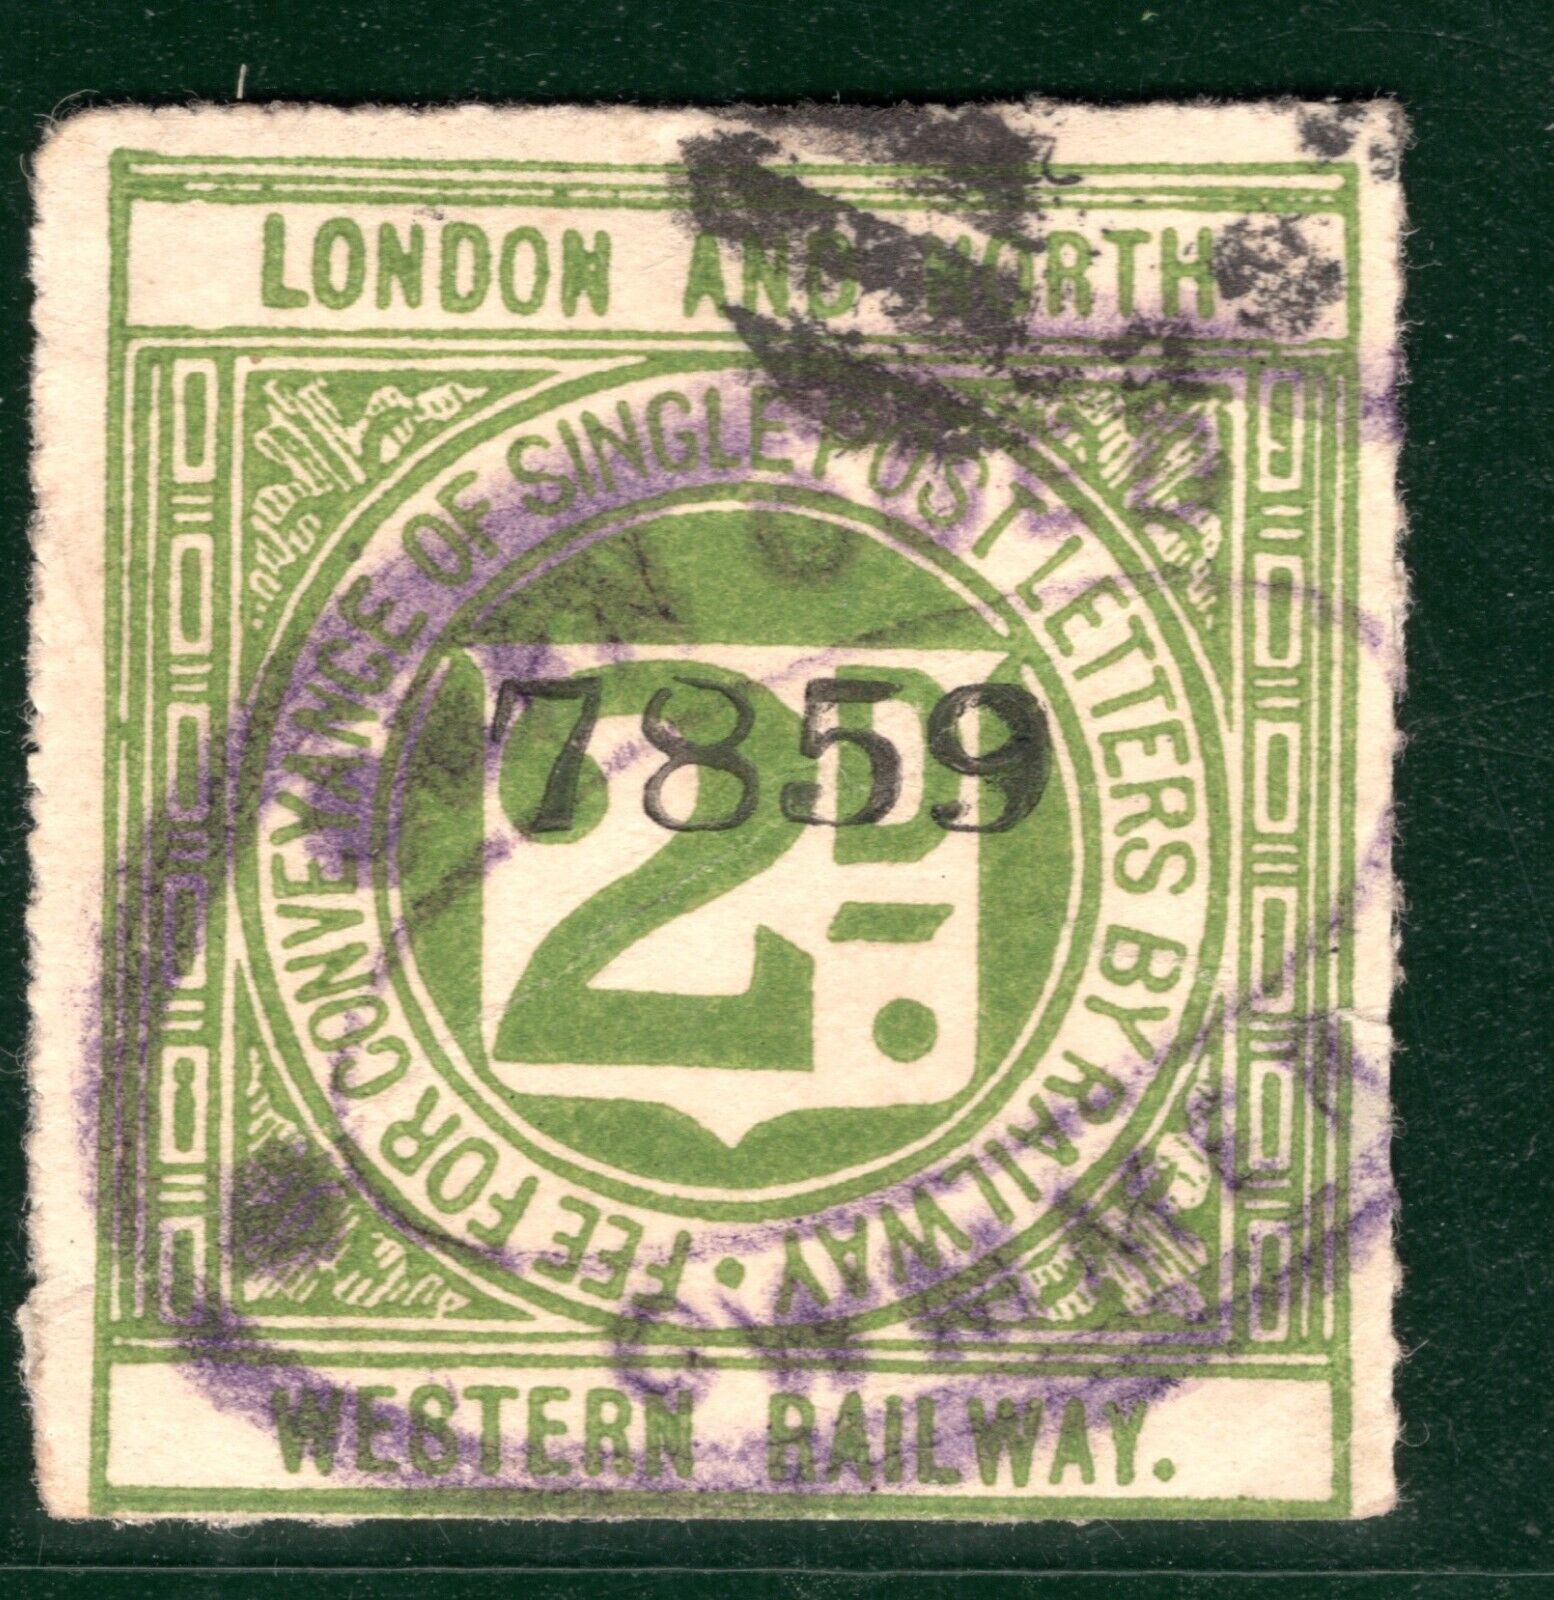 LONDON AND NORTH
FEE FOR CONVEYANCE OF SINGLE POST LETTERS BY RAILWAY •
7859
2D.
WESTERN RAILWAY.